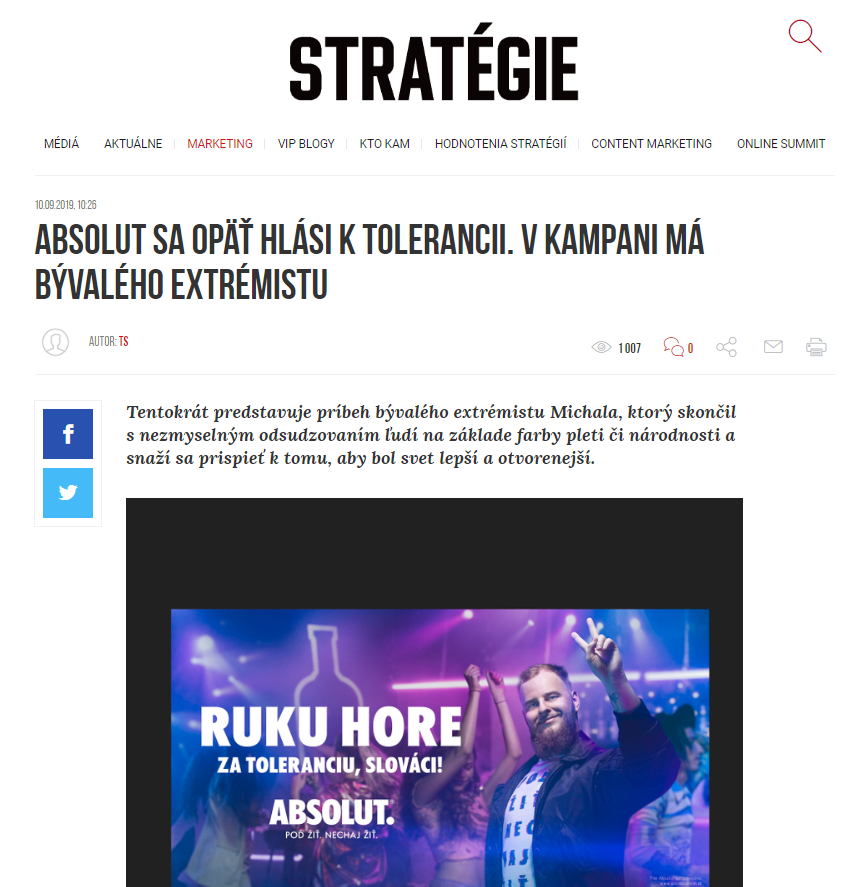 STRATÉGIE
MÉDIÁ AKTUÁLNE MARKETING VIP BLOGY KTO KAM HODNOTENIA STRATÉGIÍ CONTENT MARKETING ONLINE SUMMIT
10.09.2019, 10:26
ABSOLUT SA OPÄŤ HLÁSI K TOLERANCII. V KAMPANI MÁ
BÝVALÉHO EXTRÉMISTU
AUTOR: TS
1 007
0
Tentokrát predstavuje príbeh bývalého extrémistu Michala, ktorý skončil
s nezmyselným odsudzovaním ľudí na základe farby pleti či národnosti a
snaží sa prispieť k tomu, aby bol svet lepší a otvorenejší.
RUKU HORE
ZA TOLERANCIU, SLOVÁCI!
ABSOLUT.
POĎ ŽIŤ. NECHAJ ŽIŤ.